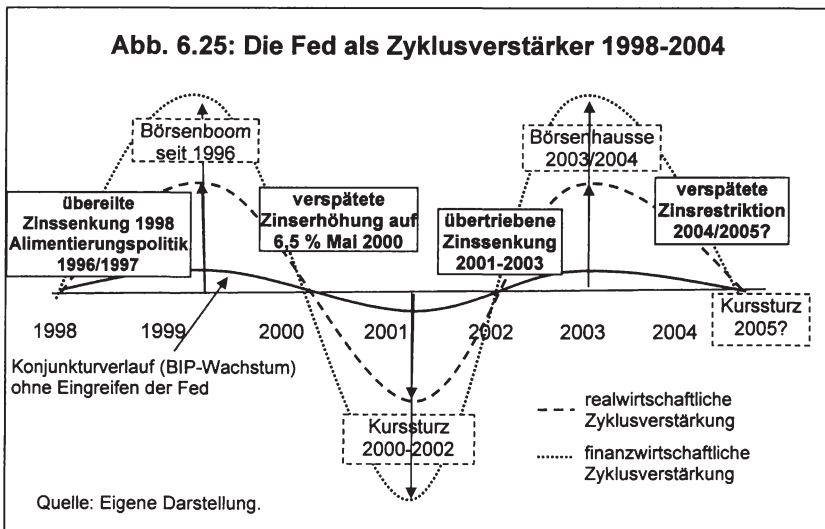 Abb. 6.25: Die Fed als Zyklusverstärker 1998-2004
Börsenboom
seit 1996
Börsenhausse
2003/2004
übereilte
Zinssenkung 1998
Alimentierungspolitik
1996/1997
verspätete
Zinserhöhung auf
6,5 % Mai 2000
übertriebene
Zinssenkung
2001-2003
verspätete
Zinsrestriktion
2004/2005?
1998 1999 2000 2001 2002 2003 2004
Kurssturz
2005?
Konjunkturverlauf (BIP-Wachstum)
ohne Eingreifen der Fed
Kurssturz
2000-2002
realwirtschaftliche
Zyklusverstärkung
finanzwirtschaftliche
Zyklusverstärkung
Quelle: Eigene Darstellung.